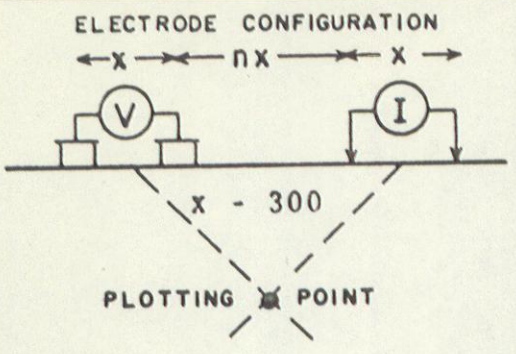 ELECTRODE CONFIGURATION
x nx x
V I
x - 300
PLOTTING POINT